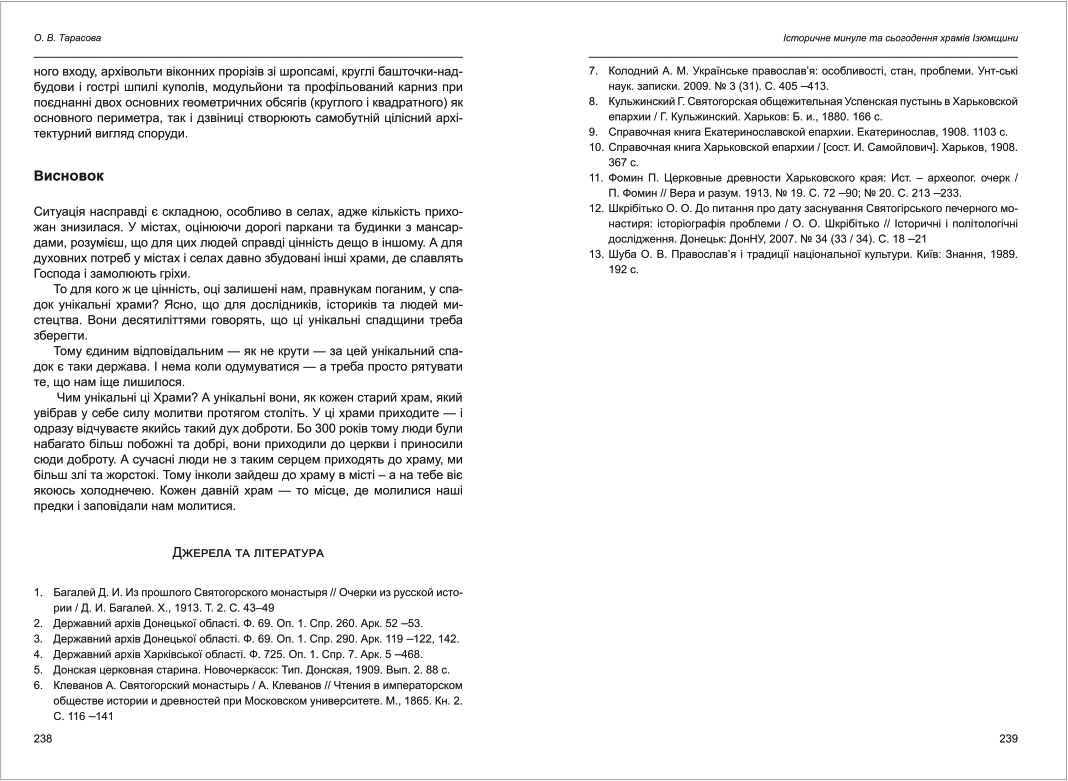 О. В. Тарасова
ного входу, архівольти віконних прорізів зі шропсамі, круглі башточки-над-
будови і гострі шпилі куполів, модульйони та профільований карниз при
поєднанні двох основних геометричних обсягів (круглого і квадратного) як
основного периметра, так і дзвіниці створюють самобутній цілісний архі-
тектурний вигляд споруди.
Висновок
Ситуація насправді є складною, особливо в селах, адже кількість прихо-
жан знизилася. У містах, оцінюючи дорогі паркани та будинки з мансар-
дами, розумієш, що для цих людей справді цінність дещо в іншому. А для
духовних потреб у містах і селах давно збудовані інші храми, де славлять
Господа і замолюють гріхи.
То для кого ж це цінність, оці залишені нам, правнукам поганим, у спа-
док унікальні храми? Ясно, що для дослідників, істориків та людей ми-
стецтва. Вони десятиліттями говорять, що ці унікальні спадщини треба
зберегти.
Тому єдиним відповідальним — як не крути — за цей унікальний спа-
док є таки держава. І нема коли одумуватися — а треба просто рятувати
те, що нам іще лишилося.
Чим унікальні ці Храми? А унікальні вони, як кожен старий храм, який
увібрав у себе силу молитви протягом століть. У ці храми приходите — і
одразу відчуваєте якийсь такий дух доброти. Бо 300 років тому люди були
набагато більш побожні та добрі, вони приходили до церкви і приносили
сюди доброту. А сучасні люди не з таким серцем приходять до храму, ми
більш злі та жорстокі. Тому інколи зайдеш до храму в місті – а на тебе віє
якоюсь холоднечею. Кожен давній храм — то місце, де молилися наші
предки і заповідали нам молитися.
Джерела та література
1. Багалей Д. И. Из прошлого Святогорского монастыря // Очерки из русской исто-
рии / Д. И. Багалей. Х., 1913. Т. 2. С. 43–49
2. Державний архів Донецької області. Ф. 69. Оп. 1. Спр. 260. Арк. 52 –53.
3. Державний архів Донецької області. Ф. 69. Оп. 1. Спр. 290. Арк. 119 –122, 142.
4. Державний архів Харківської області. Ф. 725. Оп. 1. Спр. 7. Арк. 5 –468.
5. Донская церковная старина. Новочеркасск: Тип. Донская, 1909. Вып. 2. 88 с.
6. Клеванов А. Святогорский монастырь / А. Клеванов // Чтения в императорском
обществе истории и древностей при Московском университете. М., 1865. Кн. 2.
С. 116 –141
238
Історичне минуле та сьогодення храмів Ізюмщини
7. Колодний А. М. Українське православ’я: особливості, стан, проблеми. Унт-ські
наук. записки. 2009. № 3 (31). С. 405 –413.
8. Кульжинский Г. Святогорская общежительная Успенская пустынь в Харьковской
епархии / Г. Кульжинский. Харьков: Б. и., 1880. 166 с.
9. Справочная книга Екатеринославской епархии. Екатеринослав, 1908. 1103 с.
10. Справочная книга Харьковской епархии / [сост. И. Самойлович]. Харков, 1908.
367 с.
11. Фомин П. Церковные древности Харьковского края: Ист. – археолог. очерк /
П. Фомин // Вера и разум. 1913. № 19. С. 72 –90; № 20. С. 213 –233.
12. Шкрібітько О. О. До питання про дату заснування Святогірського печерного мо-
настиря: історіографія проблеми / О. О. Шкрібітько // Історичні і політологічні
дослідження. Донецьк: ДонНУ, 2007. № 34 (33 / 34). С. 18 –21
13. Шуба О. В. Православ’я і традиції національної культури. Київ: Знання, 1989.
192 с.
239